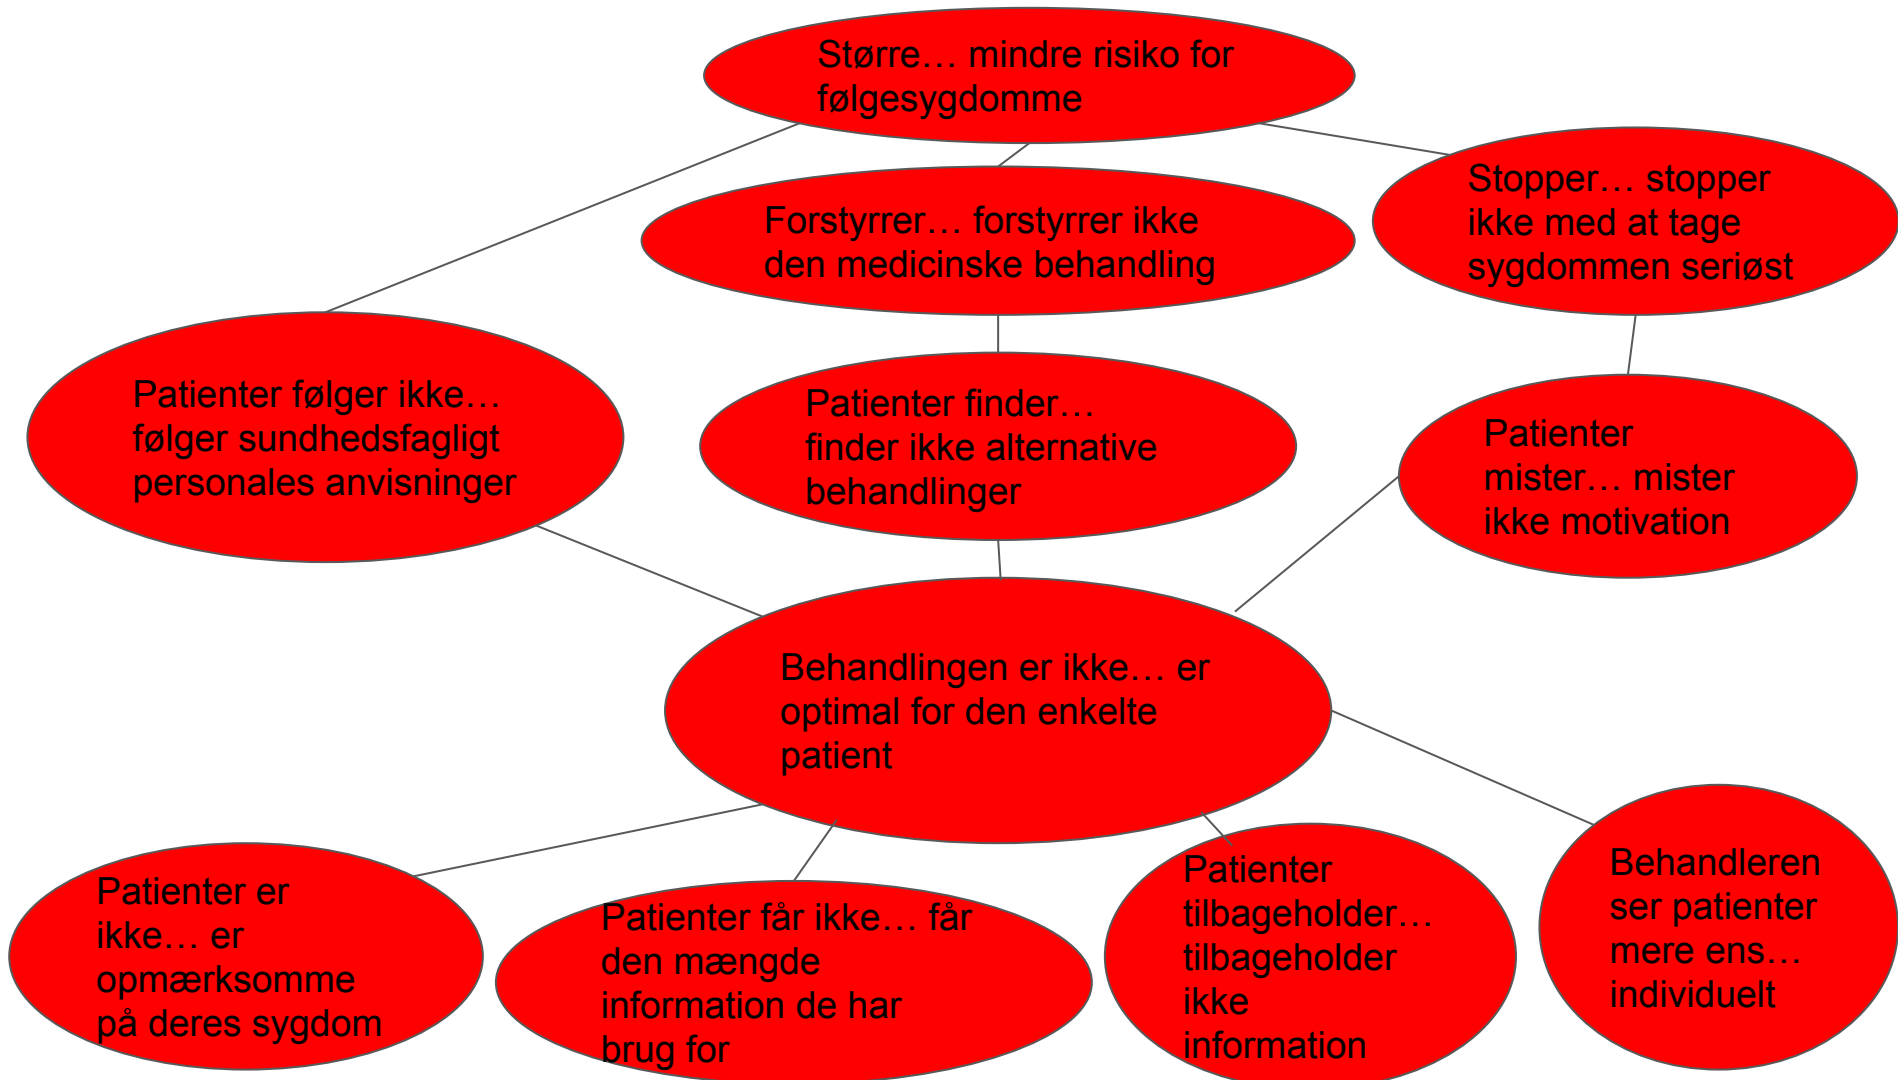 Større… mindre risiko for
følgesygdomme
Forstyrrer… forstyrrer ikke
den medicinske behandling
Stopper… stopper
ikke med at tage
sygdommen seriøst
Patienter følger ikke…
følger sundhedsfagligt
personales anvisninger
Patienter finder…
finder ikke alternative
behandlinger
Patienter
mister… mister
ikke motivation
Behandlingen er ikke… er
optimal for den enkelte
patient
Patienter er
ikke… er
opmærksomme
på deres sygdom
Patienter får ikke… får
den mængde
information de har
brug for
Patienter
tilbageholder…
tilbageholder
ikke
information
Behandleren
ser patienter
mere ens…
individuelt